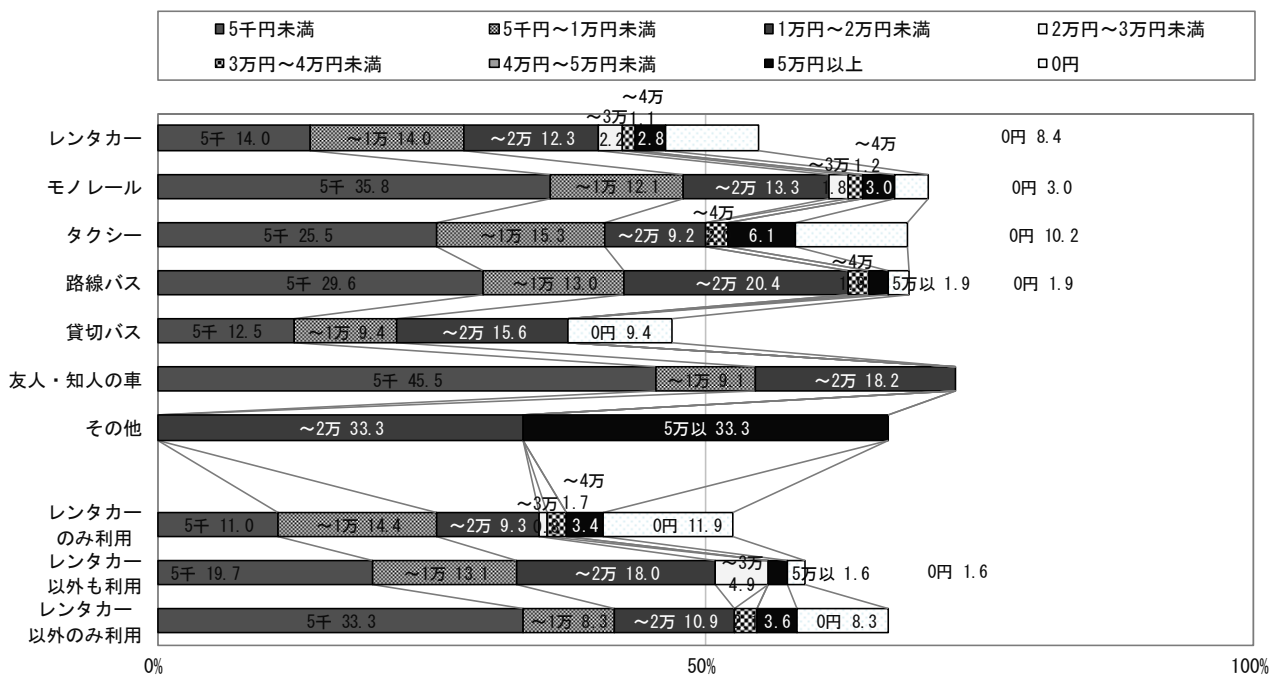 5千円未満 5千円～1万円未満 1万円～2万円未満 2万円～3万円未満
3万円～4万円未満 4万円～5万円未満 5万円以上 0円
～4万
～3万 1.1
レンタカー 5千 14.0 ～1万 14.0 ～2万 12.3 2.2 2.8 0円 8.4
～4万
～3万 1.2
モノレール 5千 35.8 ～1万 12.1 ～2万 13.3 1.8 3.0 0円 3.0
～4万
タクシー 5千 25.5 ～1万 15.3 ～2万 9.2 6.1 0円 10.2
～4万
路線バス 5千 29.6 ～1万 13.0 ～2万 20.4 5万以 1.9 0円 1.9
貸切バス 5千 12.5 ～1万 9.4 ～2万 15.6 0円 9.4
友人・知人の車 5千 45.5 ～1万 9.1 ～2万 18.2
その他 ～2万 33.3 5万以 33.3
～4万
～3万 1.7
レンタカー
のみ利用 5千 11.0 ～1万 14.4 ～2万 9.3 3.4 0円 11.9
レンタカー
以外も利用 5千 19.7 ～1万 13.1 ～2万 18.0 ～3万 4.9 5万以 1.6 0円 1.6
レンタカー
以外のみ利用 5千 33.3 ～1万 8.3 ～2万 10.9 3.6 0円 8.3
0% 50% 100%